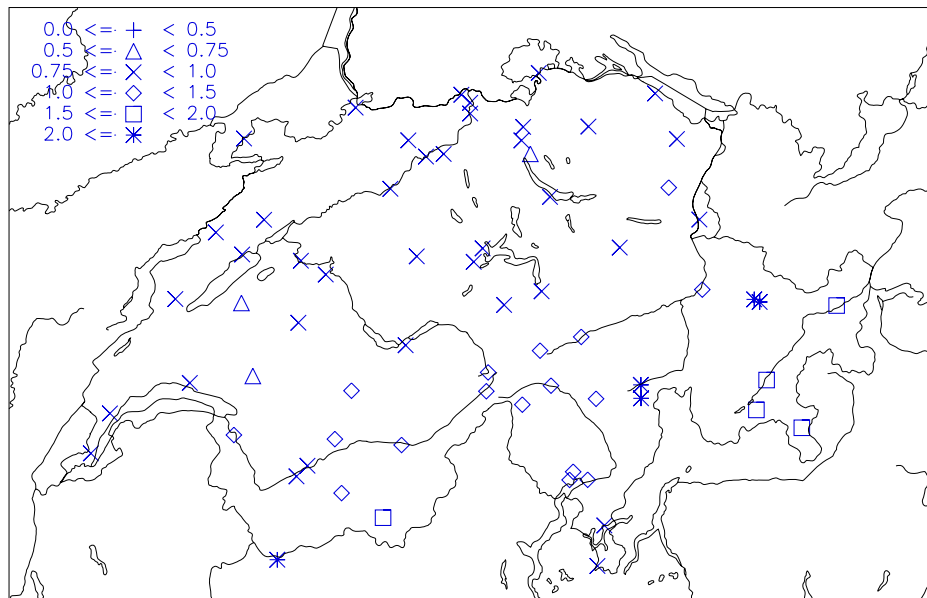 0.0 <= + < 0.5
0.5 <= △ < 0.75
0.75 <= × < 1.0
1.0 <= ◇ < 1.5
1.5 <= □ < 2.0
2.0 <= ✳